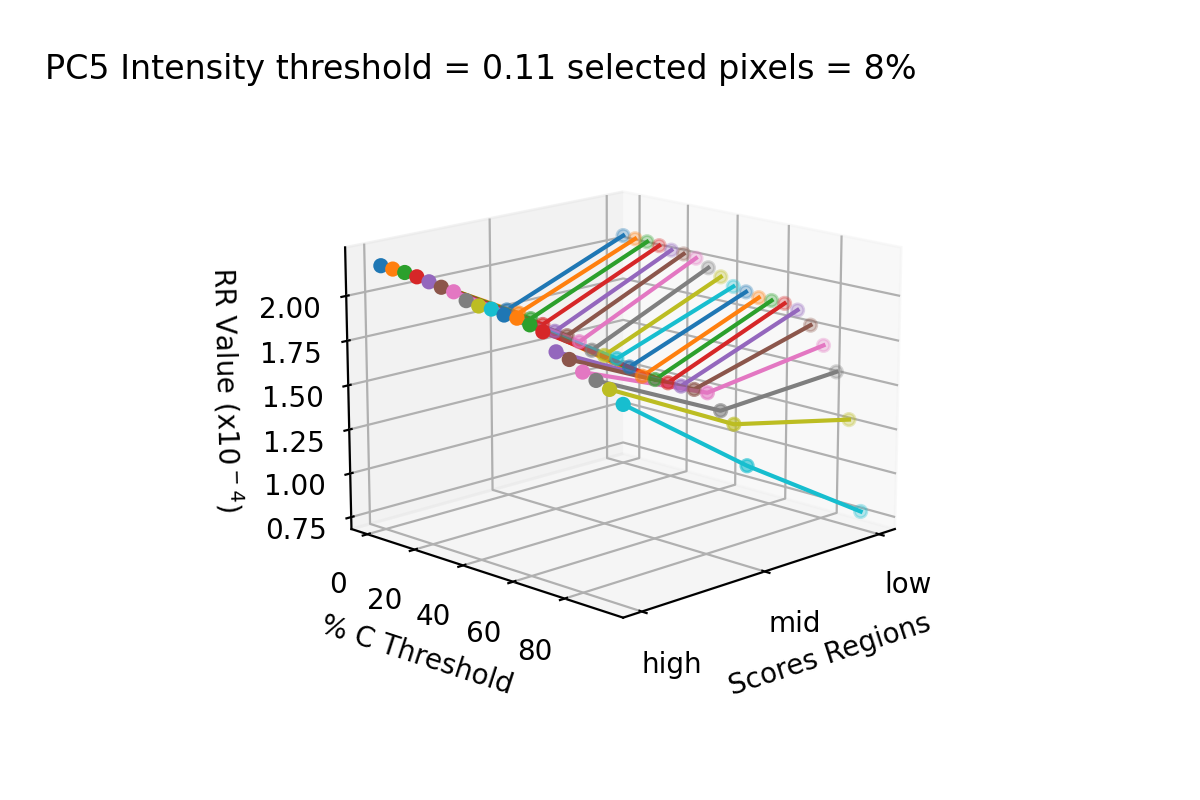 PC5 Intensity threshold = 0.11 selected pixels = 8%
RR Value (x10⁻⁴)
2.00
1.75
1.50
1.25
1.00
0.75
0
20
40
60
80
% C Threshold
high
mid
low
Scores Regions